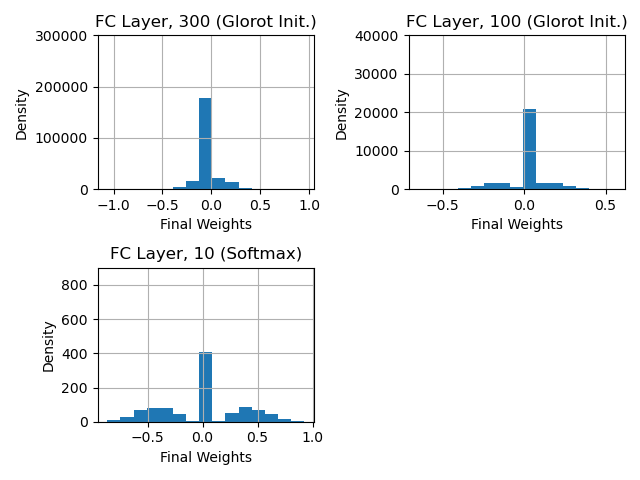 FC Layer, 300 (Glorot Init.)
300000
200000
100000
0
Density
−1.0 −0.5 0.0 0.5 1.0
Final Weights
FC Layer, 100 (Glorot Init.)
40000
30000
20000
10000
0
Density
−0.5 0.0 0.5
Final Weights
FC Layer, 10 (Softmax)
800
600
400
200
0
Density
−0.5 0.0 0.5 1.0
Final Weights